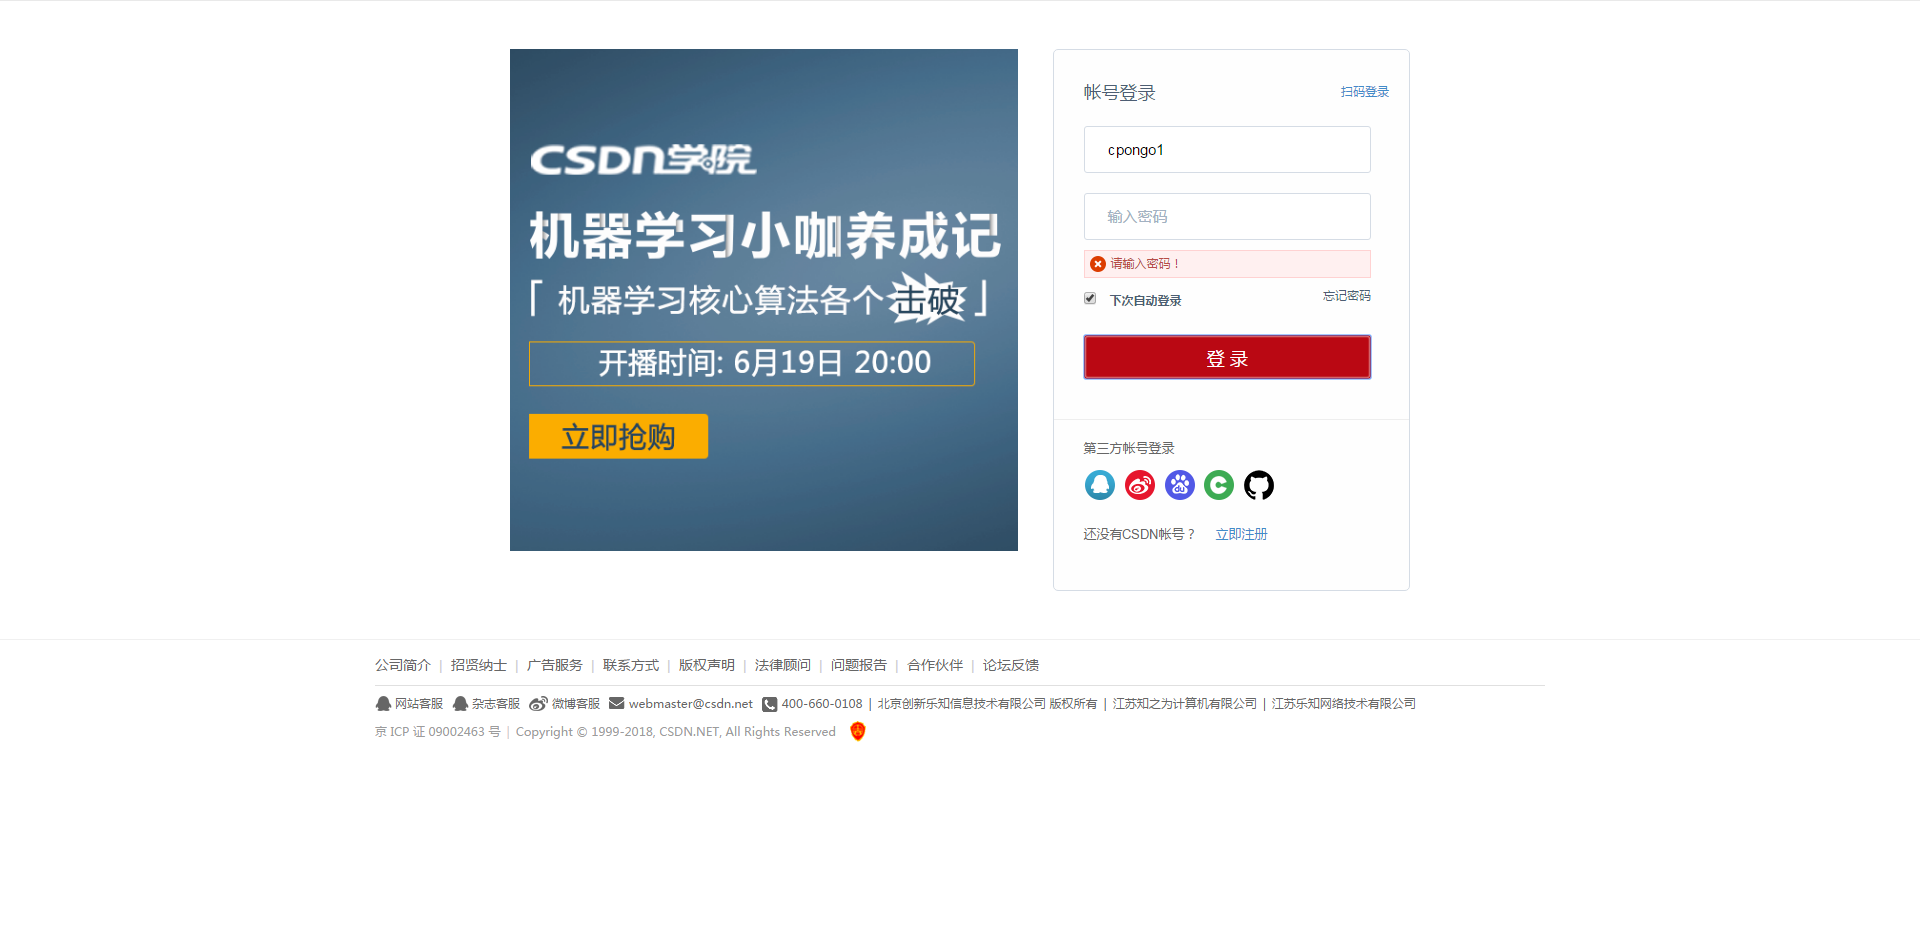 CSDN学院
机器学习小咖养成记
「机器学习核心算法各个击破」
开播时间: 6月19日 20:00
立即抢购
帐号登录
扫码登录
cpongo1
输入密码
请输入密码！
下次自动登录
忘记密码
登录
第三方帐号登录
du
还没有CSDN帐号？ 立即注册
公司简介 | 招贤纳士 | 广告服务 | 联系方式 | 版权声明 | 法律顾问 | 问题报告 | 合作伙伴 | 论坛反馈
网站客服 杂志客服 微博客服 webmaster@csdn.net 400-660-0108 | 北京创新乐知信息技术有限公司 版权所有 | 江苏知之为计算机有限公司 | 江苏乐知网络技术有限公司
京 ICP 证 09002463 号 | Copyright © 1999-2018, CSDN.NET, All Rights Reserved